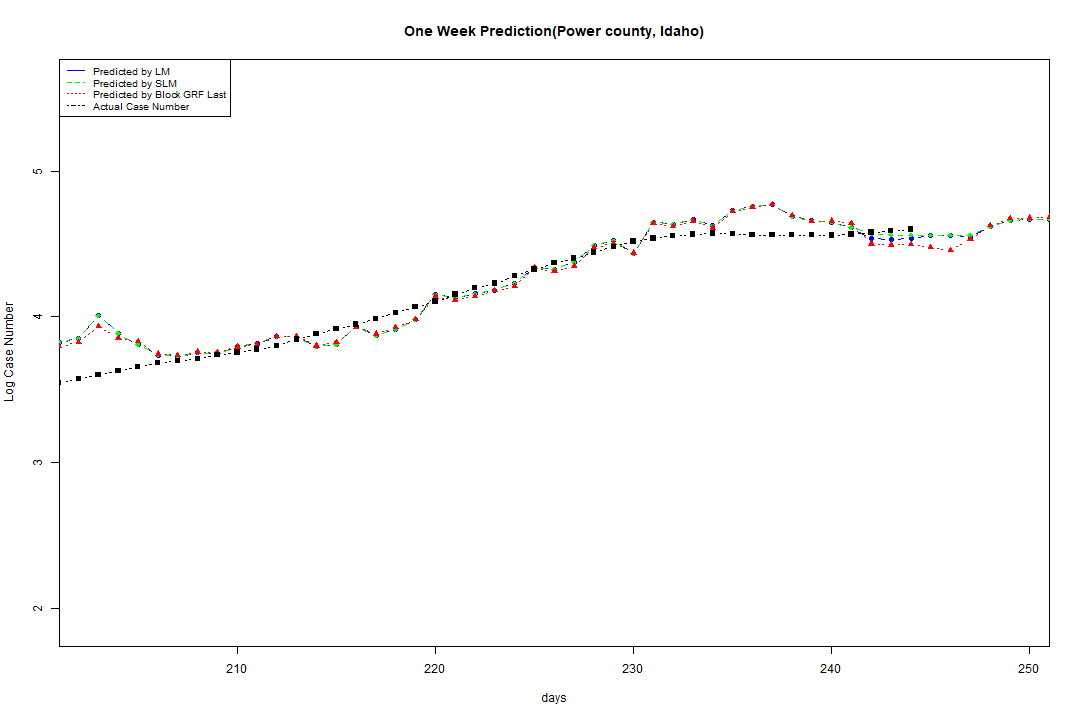 One Week Prediction(Power county, Idaho)
Predicted by LM
Predicted by SLM
Predicted by Block GRF Last
Actual Case Number
5
4
3
2
Log Case Number
210 220 230 240 250
days